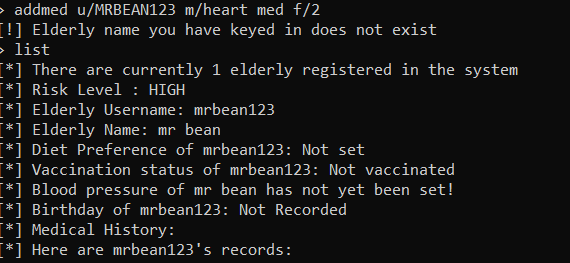 > addmed u/MRBEAN123 m/heart med f/2
[!] Elderly name you have keyed in does not exist
> list
[*] There are currently 1 elderly registered in the system
[*] Risk Level : HIGH
[*] Elderly Username: mrbean123
[*] Elderly Name: mr bean
[*] Diet Preference of mrbean123: Not set
[*] Vaccination status of mrbean123: Not vaccinated
[*] Blood pressure of mr bean has not yet been set!
[*] Birthday of mrbean123: Not Recorded
[*] Medical History:
[*] Here are mrbean123's records: